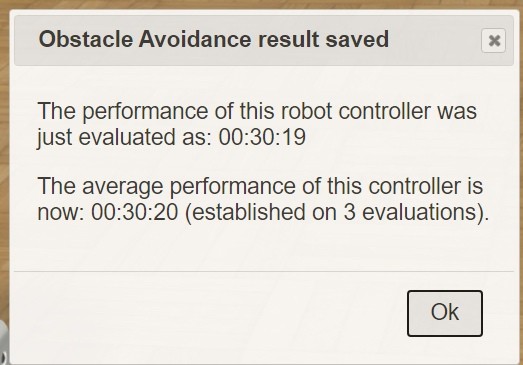 Obstacle Avoidance result saved
The performance of this robot controller was
just evaluated as: 00:30:19
The average performance of this controller is
now: 00:30:20 (established on 3 evaluations).
Ok